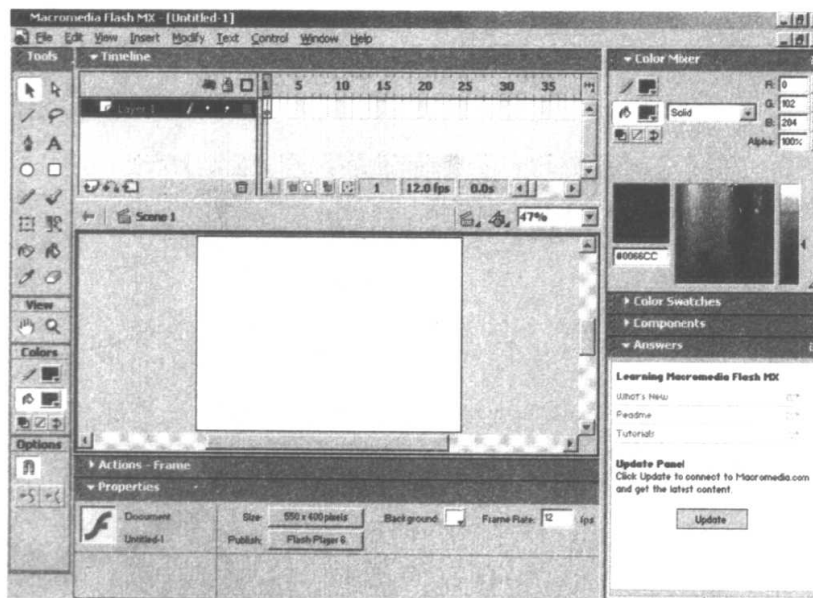 Macromedia Flash MX - [Untitled-1]
File Edit View Insert Modify Text Control Window Help
Tools
Timeline
1 5 10 15 20 25 30 35
Layer 1
1 12.0 fps 0.0s
Scene 1
47%
View
Colors
Options
Actions - Frame
Properties
Document
Untitled-1
Size: 550 x 400 pixels
Background:
Frame Rate: 12 fps
Publish: Flash Player 6
Color Mixer
R: 0
Solid
G: 102
B: 204
Alpha: 100%
#0066CC
Color Swatches
Components
Answers
Learning Macromedia Flash MX
What's New
Readme
Tutorials
Update Panel
Click Update to connect to Macromedia.com
and get the latest content.
Update